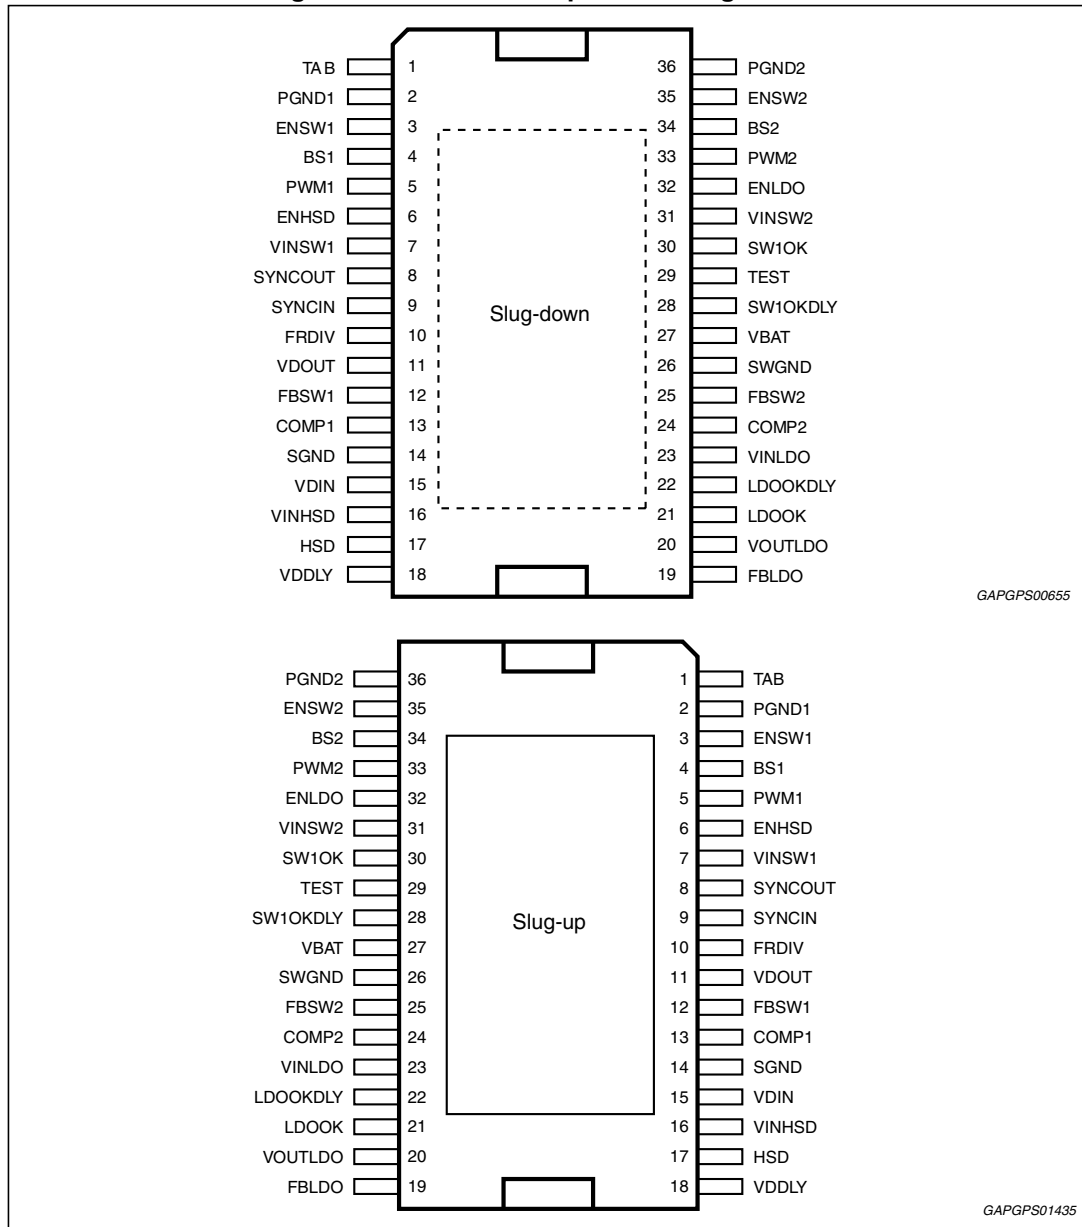 TAB 1 36 PGND2
PGND1 2 35 ENSW2
ENSW1 3 34 BS2
BS1 4 33 PWM2
PWM1 5 32 ENLDO
ENHSD 6 31 VINSW2
VINSW1 7 30 SW1OK
SYNCOUT 8 29 TEST
SYNCIN 9 28 SW1OKDLY
Slug-down
FRDIV 10 27 VBAT
VDOUT 11 26 SWGND
FBSW1 12 25 FBSW2
COMP1 13 24 COMP2
SGND 14 23 VINLDO
VDIN 15 22 LDOOKDLY
VINHSD 16 21 LDOOK
HSD 17 20 VOUTLDO
VDDLY 18 19 FBLDO
GAPGPS00655
PGND2 36 1 TAB
ENSW2 35 2 PGND1
BS2 34 3 ENSW1
PWM2 33 4 BS1
ENLDO 32 5 PWM1
VINSW2 31 6 ENHSD
SW1OK 30 7 VINSW1
TEST 29 8 SYNCOUT
SW1OKDLY 28 9 SYNCIN
Slug-up
VBAT 27 10 FRDIV
SWGND 26 11 VDOUT
FBSW2 25 12 FBSW1
COMP2 24 13 COMP1
VINLDO 23 14 SGND
LDOOKDLY 22 15 VDIN
LDOOK 21 16 VINHSD
VOUTLDO 20 17 HSD
FBLDO 19 18 VDDLY
GAPGPS01435